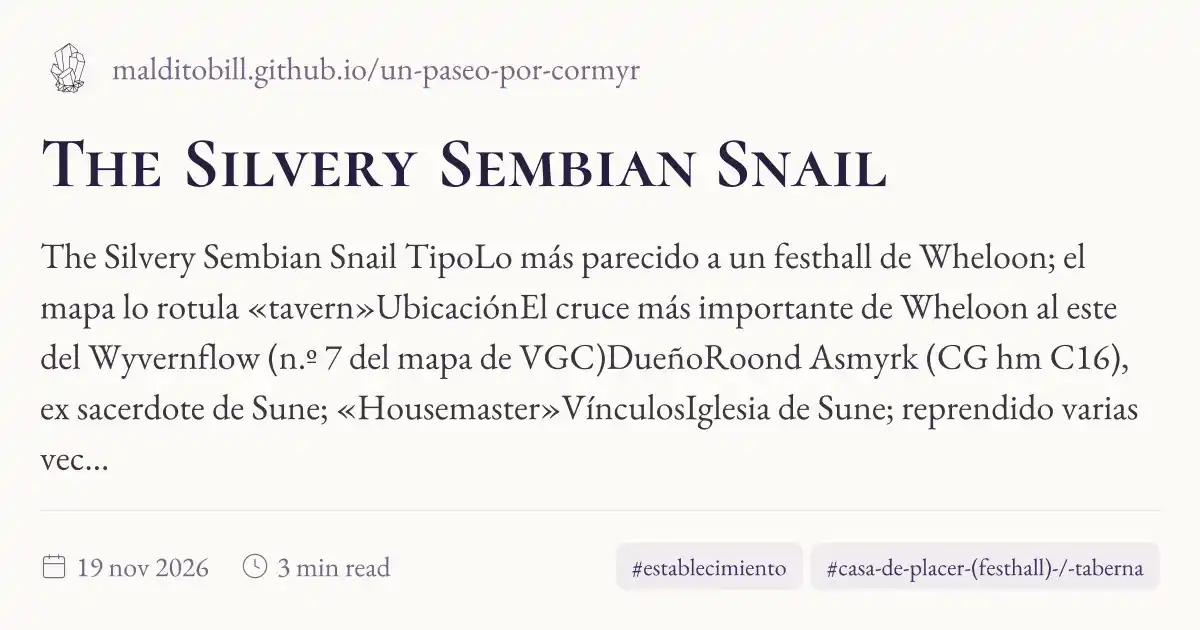 malditobill.github.io/un-paseo-por-cormyr
The Silvery Sembian Snail
The Silvery Sembian Snail TipoLo más parecido a un festhall de Wheloon; el
mapa lo rotula «tavern»UbicaciónEl cruce más importante de Wheloon al este
del Wyvernflow (n.º 7 del mapa de VGC)DueñoRoond Asmyrk (CG hm C16),
ex sacerdote de Sune; «Housemaster»VínculosIglesia de Sune; reprendido varias
vec...
19 nov 2026 3 min read #establecimiento #casa-de-placer-(festhall)-/-taberna